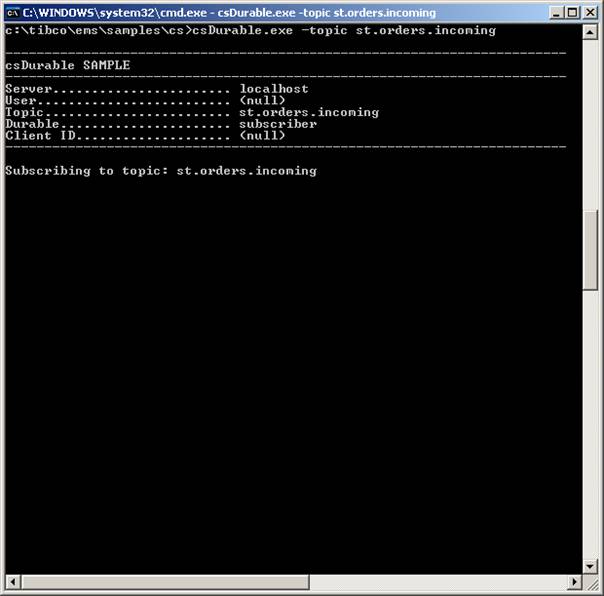 C:\WINDOWS\system32\cmd.exe - csDurable.exe -topic st.orders.incoming
c:\tibco\ems\samples\cs>csDurable.exe -topic st.orders.incoming
------------------------------------------------------------------------
csDurable SAMPLE
------------------------------------------------------------------------
Server....................... localhost
User......................... (null)
Topic........................ st.orders.incoming
Durable...................... subscriber
Client ID.................... (null)
------------------------------------------------------------------------
Subscribing to topic: st.orders.incoming